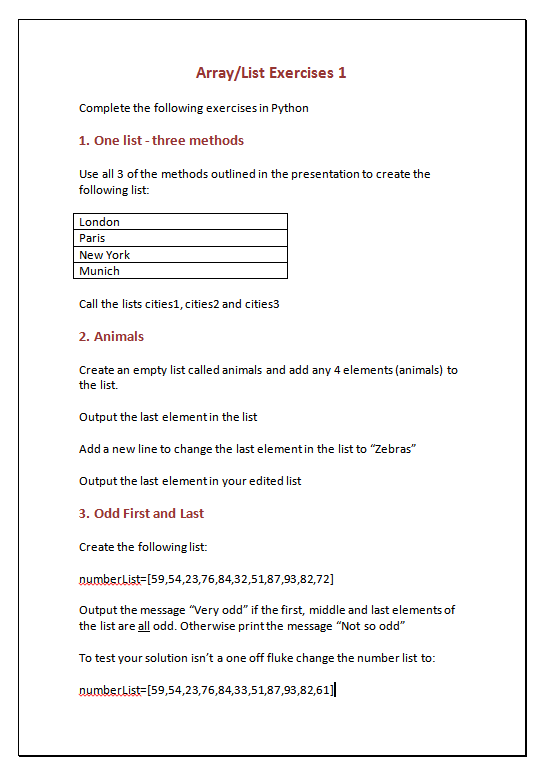 Array/List Exercises 1
Complete the following exercises in Python
1. One list - three methods
Use all 3 of the methods outlined in the presentation to create the
following list:
London
Paris
New York
Munich
Call the lists cities1, cities2 and cities3
2. Animals
Create an empty list called animals and add any 4 elements (animals) to
the list.
Output the last element in the list
Add a new line to change the last element in the list to “Zebras”
Output the last element in your edited list
3. Odd First and Last
Create the following list:
numberList=[59,54,23,76,84,32,51,87,93,82,72]
Output the message “Very odd” if the first, middle and last elements of
the list are all odd. Otherwise print the message “Not so odd”
To test your solution isn’t a one off fluke change the number list to:
numberList=[59,54,23,76,84,33,51,87,93,82,61]